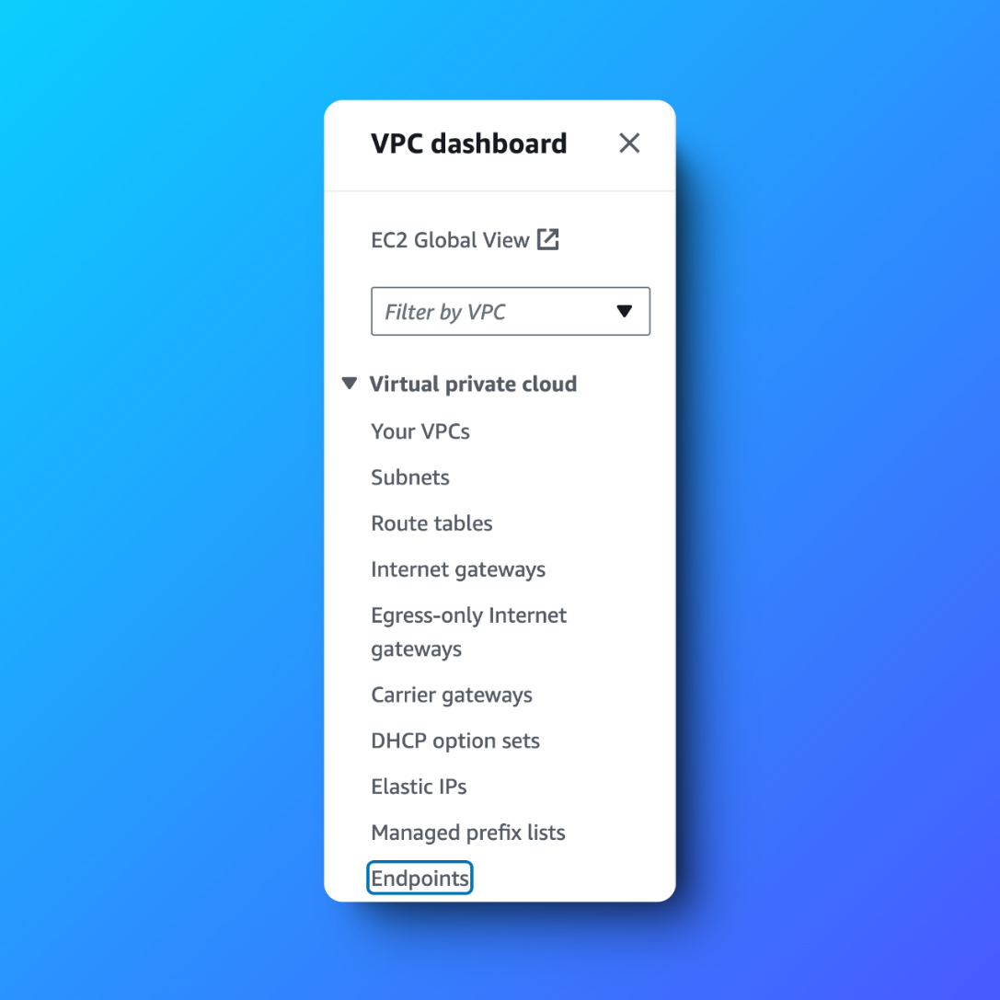 VPC dashboard
EC2 Global View
Filter by VPC
Virtual private cloud
Your VPCs
Subnets
Route tables
Internet gateways
Egress-only Internet
gateways
Carrier gateways
DHCP option sets
Elastic IPs
Managed prefix lists
Endpoints